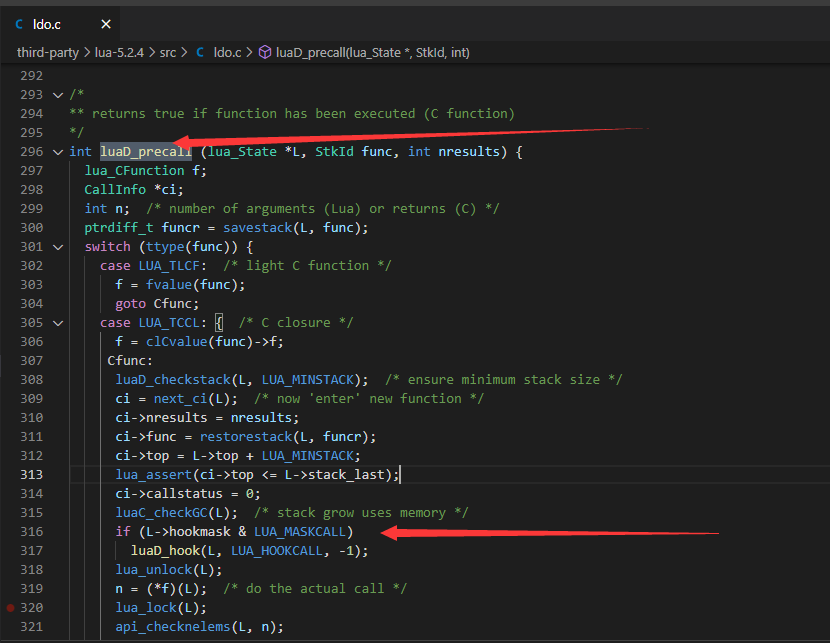 ldo.c
third-party > lua-5.2.4 > src > C ldo.c > luaD_precall(lua_State *, StkId, int)
292
293 /*
294 ** returns true if function has been executed (C function)
295 */
296 int luaD_precall (lua_State *L, StkId func, int nresults) {
297 lua_CFunction f;
298 CallInfo *ci;
299 int n;  /* number of arguments (Lua) or returns (C) */
300 ptrdiff_t funcr = savestack(L, func);
301 switch (ttype(func)) {
302 case LUA_TLCF:  /* light C function */
303 f = fvalue(func);
304 goto Cfunc;
305 case LUA_TCCL: {  /* C closure */
306 f = clCvalue(func)->f;
307 Cfunc:
308 luaD_checkstack(L, LUA_MINSTACK);  /* ensure minimum stack size */
309 ci = next_ci(L);  /* now 'enter' new function */
310 ci->nresults = nresults;
311 ci->func = restorestack(L, funcr);
312 ci->top = L->top + LUA_MINSTACK;
313 lua_assert(ci->top <= L->stack_last);
314 ci->callstatus = 0;
315 luaC_checkGC(L);  /* stack grow uses memory */
316 if (L->hookmask & LUA_MASKCALL)
317 luaD_hook(L, LUA_HOOKCALL, -1);
318 lua_unlock(L);
319 n = (*f)(L);  /* do the actual call */
320 lua_lock(L);
321 api_checknelems(L, n);